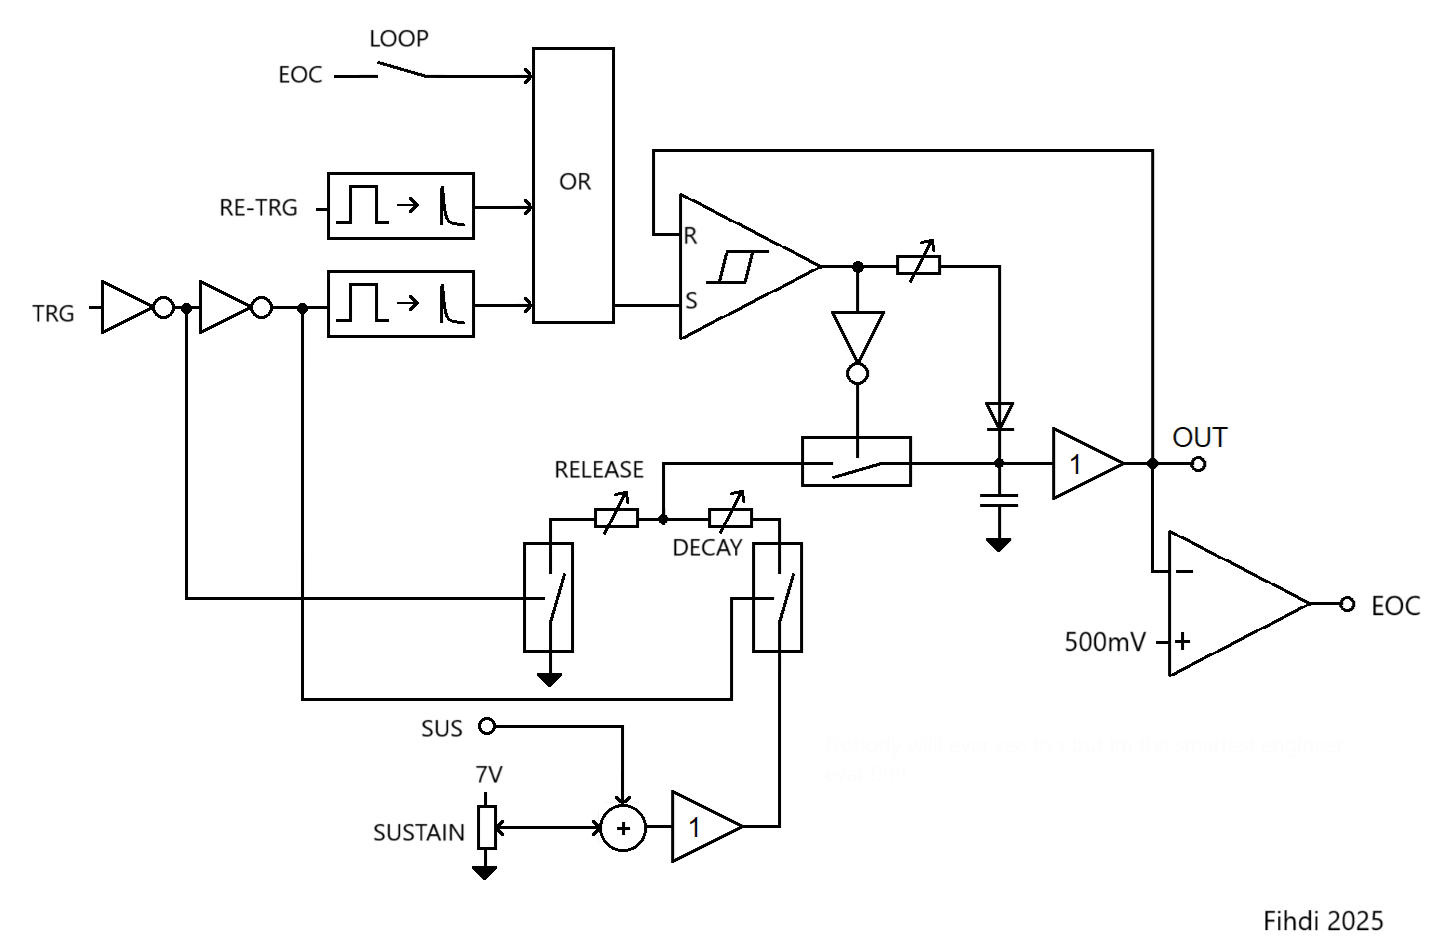 LOOP
EOC
OR
RE-TRG
R
TRG
S
OUT
RELEASE
1
DECAY
−
EOC
500mV
+
SUS
7V
SUSTAIN
+
1
Fihdi 2025